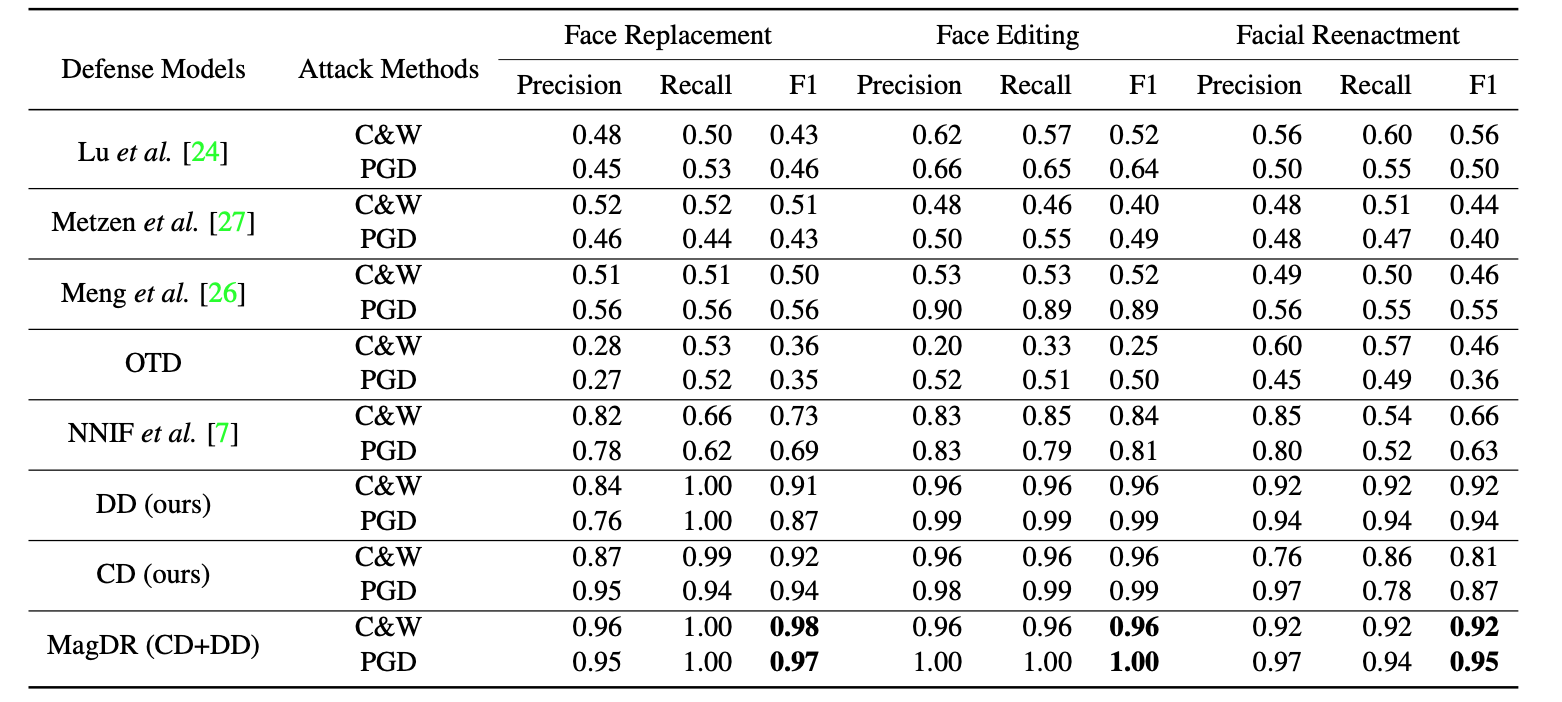 Face Replacement Face Editing Facial Reenactment
Defense Models Attack Methods
Precision Recall F1 Precision Recall F1 Precision Recall F1
C&W 0.48 0.50 0.43 0.62 0.57 0.52 0.56 0.60 0.56
Lu et al. [24]
PGD 0.45 0.53 0.46 0.66 0.65 0.64 0.50 0.55 0.50
C&W 0.52 0.52 0.51 0.48 0.46 0.40 0.48 0.51 0.44
Metzen et al. [27]
PGD 0.46 0.44 0.43 0.50 0.55 0.49 0.48 0.47 0.40
C&W 0.51 0.51 0.50 0.53 0.53 0.52 0.49 0.50 0.46
Meng et al. [26]
PGD 0.56 0.56 0.56 0.90 0.89 0.89 0.56 0.55 0.55
C&W 0.28 0.53 0.36 0.20 0.33 0.25 0.60 0.57 0.46
OTD
PGD 0.27 0.52 0.35 0.52 0.51 0.50 0.45 0.49 0.36
C&W 0.82 0.66 0.73 0.83 0.85 0.84 0.85 0.54 0.66
NNIF et al. [7]
PGD 0.78 0.62 0.69 0.83 0.79 0.81 0.80 0.52 0.63
C&W 0.84 1.00 0.91 0.96 0.96 0.96 0.92 0.92 0.92
DD (ours)
PGD 0.76 1.00 0.87 0.99 0.99 0.99 0.94 0.94 0.94
C&W 0.87 0.99 0.92 0.96 0.96 0.96 0.76 0.86 0.81
CD (ours)
PGD 0.95 0.94 0.94 0.98 0.99 0.99 0.97 0.78 0.87
C&W 0.96 1.00 0.98 0.96 0.96 0.96 0.92 0.92 0.92
MagDR (CD+DD)
PGD 0.95 1.00 0.97 1.00 1.00 1.00 0.97 0.94 0.95